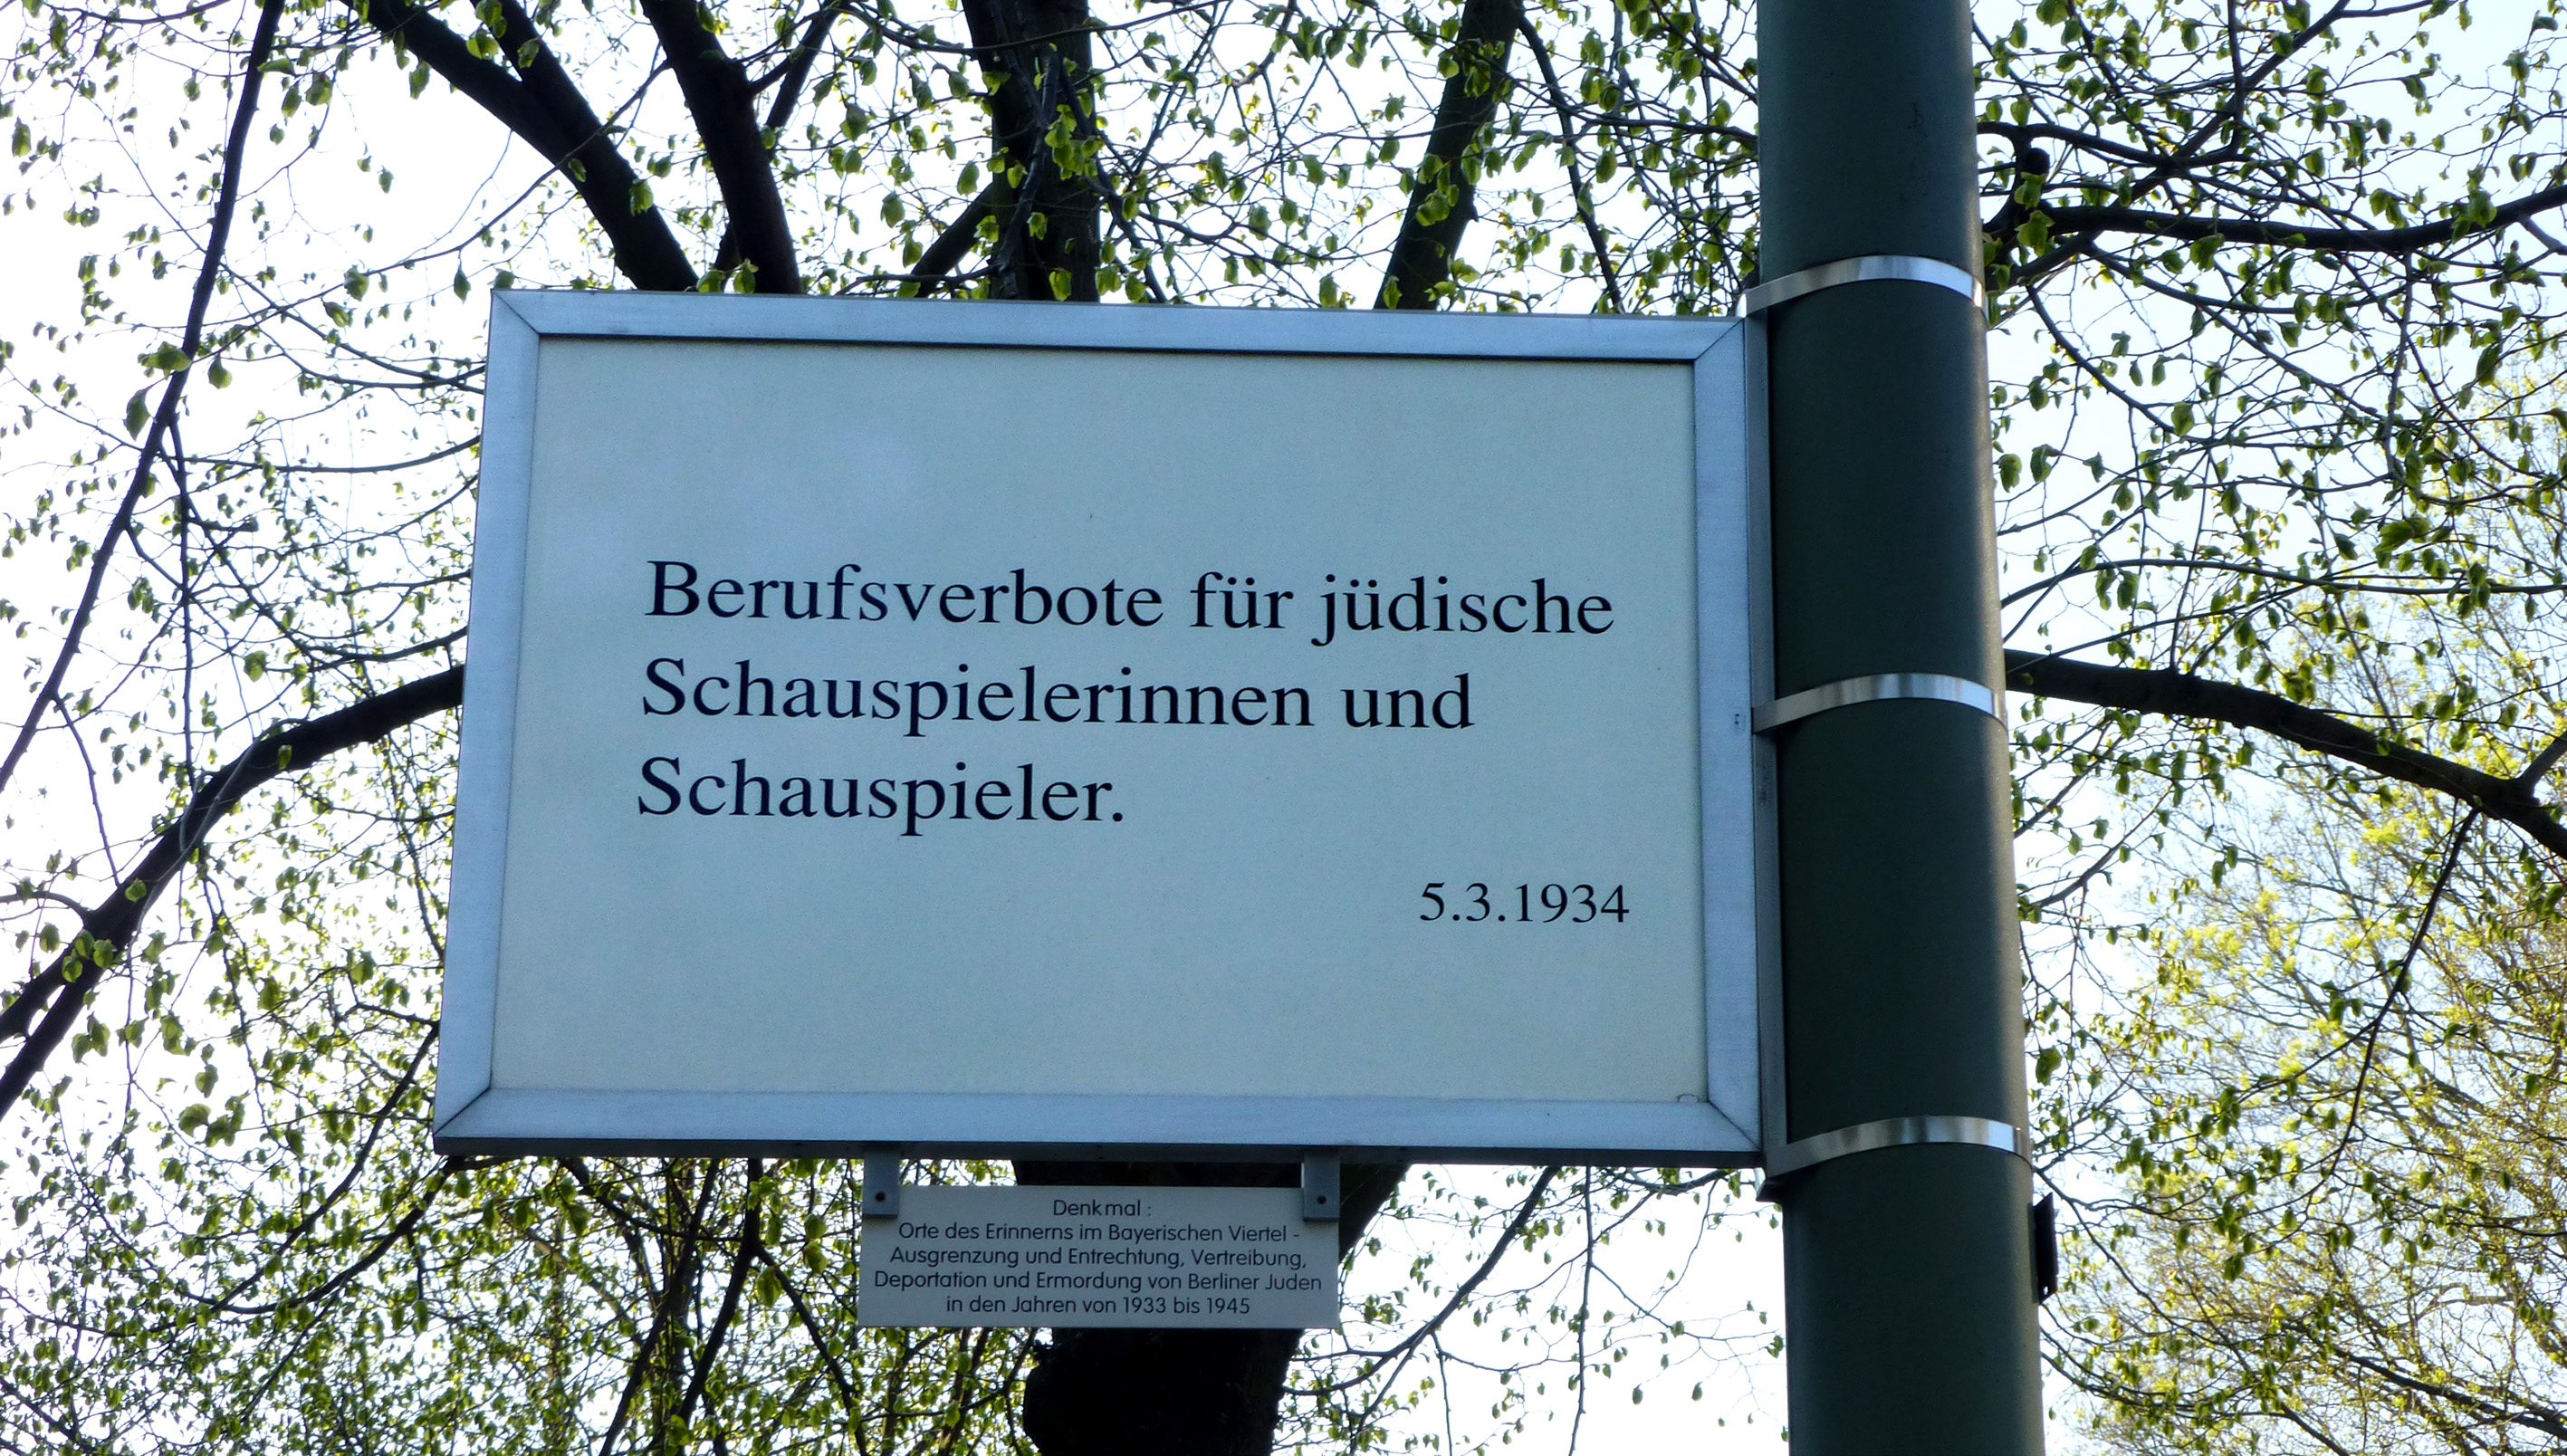 Berufsverbote für jüdische
Schauspielerinnen und
Schauspieler.
5.3.1934
Denkmal :
Orte des Erinnerns im Bayerischen Viertel -
Ausgrenzung und Entrechtung, Vertreibung,
Deportation und Ermordung von Berliner Juden
in den Jahren von 1933 bis 1945